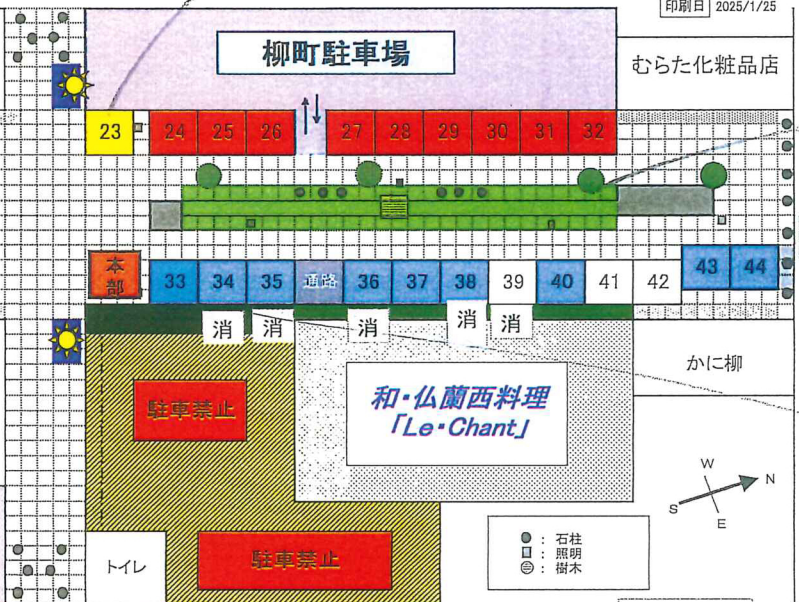 印刷日 2025/1/25
柳町駐車場
むらた化粧品店
23 24 25 26 27 28 29 30 31 32
本部
33 34 35 通路 36 37 38 39 40 41 42 43 44
消 消 消 消 消
かに柳
駐車禁止
和・仏蘭西料理
「Le・Chant」
W
N
S
E
駐車禁止
トイレ
：石柱
：照明
：樹木